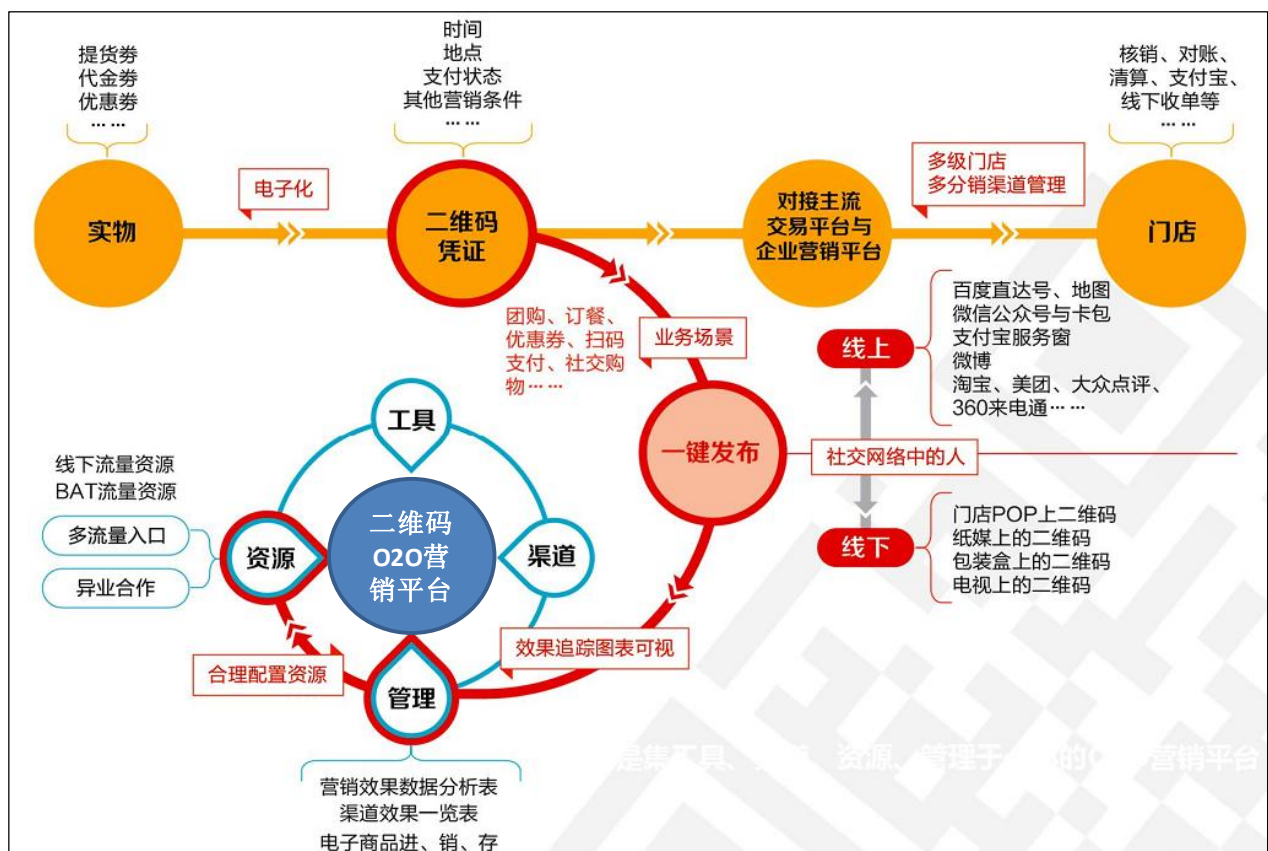 提货券
代金券
优惠券
… …
时间
地点
支付状态
其他营销条件
… …
核销、对账、
清算、支付宝、
线下收单等
… …
实物
电子化
二维码
凭证
对接主流
交易平台与
企业营销平台
多级门店
多分销渠道管理
门店
团购、订餐、
优惠券、扫码
支付、社交购
物… …
业务场景
一键发布
线上
百度直达号、地图
微信公众号与卡包
支付宝服务窗
微博
淘宝、美团、大众点评、
360来电通… …
社交网络中的人
线下
门店POP上二维码
纸媒上的二维码
包装盒上的二维码
电视上的二维码
工具
线下流量资源
BAT流量资源
多流量入口
异业合作
资源
二维码
O2O营
销平台
渠道
效果追踪图表可视
合理配置资源
管理
营销效果数据分析表
渠道效果一览表
电子商品进、销、存
是集工具、
资源、管理于
营销平台